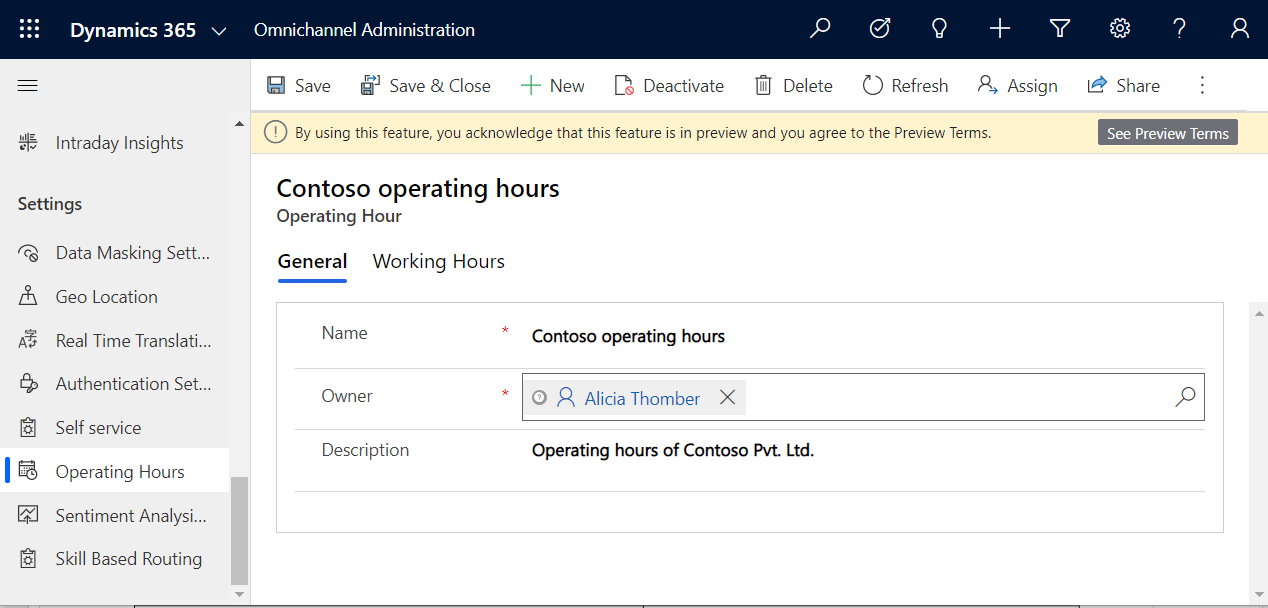 Dynamics 365 Omnichannel Administration
Save Save & Close New Deactivate Delete Refresh Assign Share
By using this feature, you acknowledge that this feature is in preview and you agree to the Preview Terms. See Preview Terms
Intraday Insights
Settings
Data Masking Sett...
Geo Location
Real Time Translati...
Authentication Set...
Self service
Operating Hours
Sentiment Analysi...
Skill Based Routing
Contoso operating hours
Operating Hour
General Working Hours
Name * Contoso operating hours
Owner * Alicia Thomber
Description Operating hours of Contoso Pvt. Ltd.